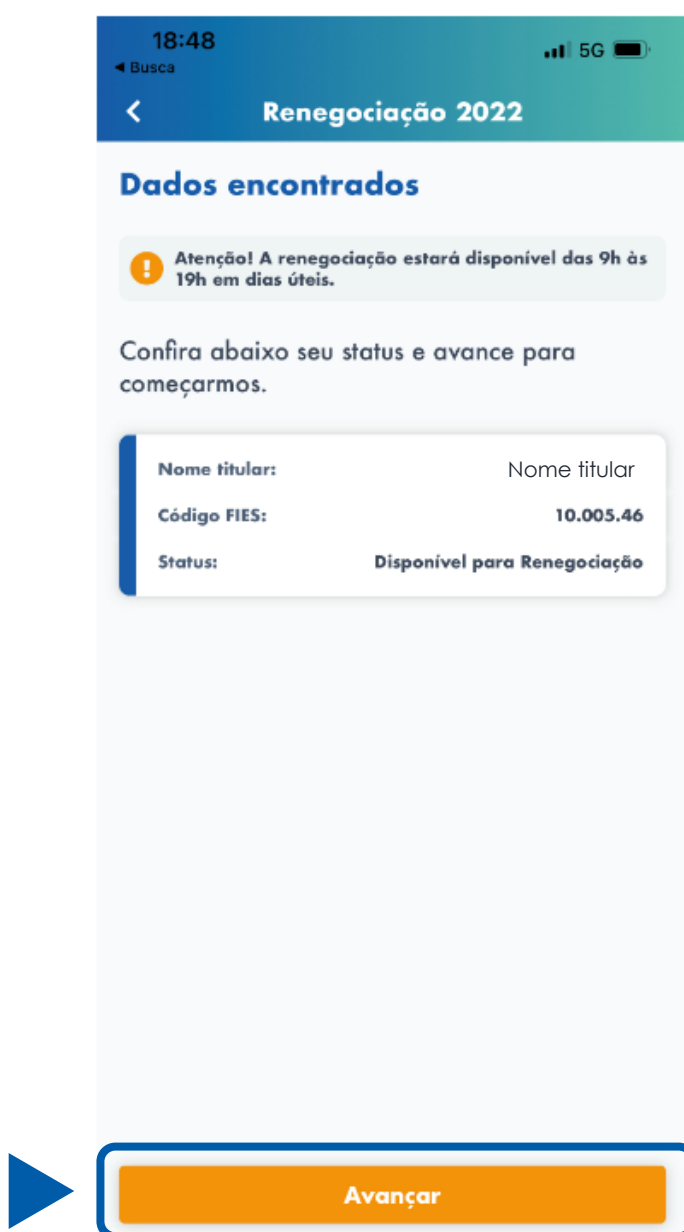 18:48
5G
◀ Busca
Renegociação 2022
Dados encontrados
Atenção! A renegociação estará disponível das 9h às
19h em dias úteis.
Confira abaixo seu status e avance para
começarmos.
Nome titular: Nome titular
Código FIES: 10.005.46
Status: Disponível para Renegociação
Avançar